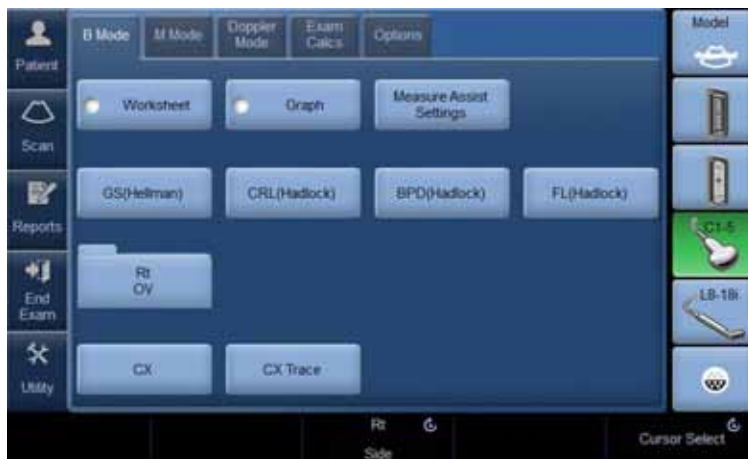 Patient
Scan
Reports
End
Exam
Utility
B Mode
M Mode
Doppler
Mode
Exam
Calcs
Options
Worksheet
Graph
Measure Assist
Settings
GS(Hellman)
CRL(Hadlock)
BPD(Hadlock)
FL(Hadlock)
Rt
OV
CX
CX Trace
Model
C1-5
L8-18i
Rt
Side
Cursor Select